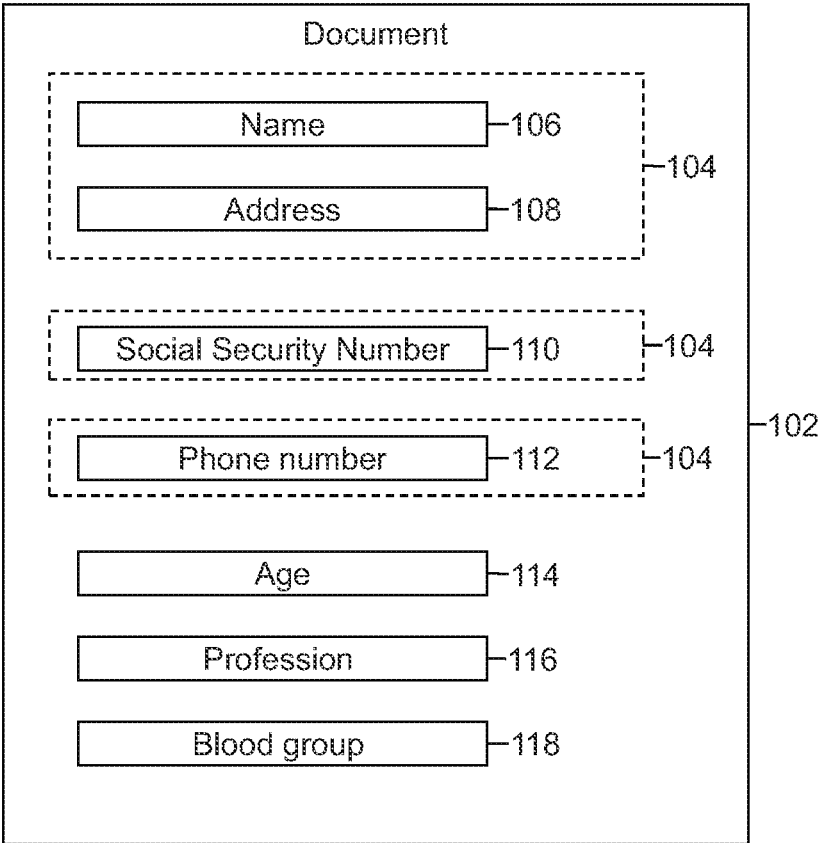 Document
Name 106
104
Address 108
Social Security Number 110 104
102
Phone number 112 104
Age 114
Profession 116
Blood group 118